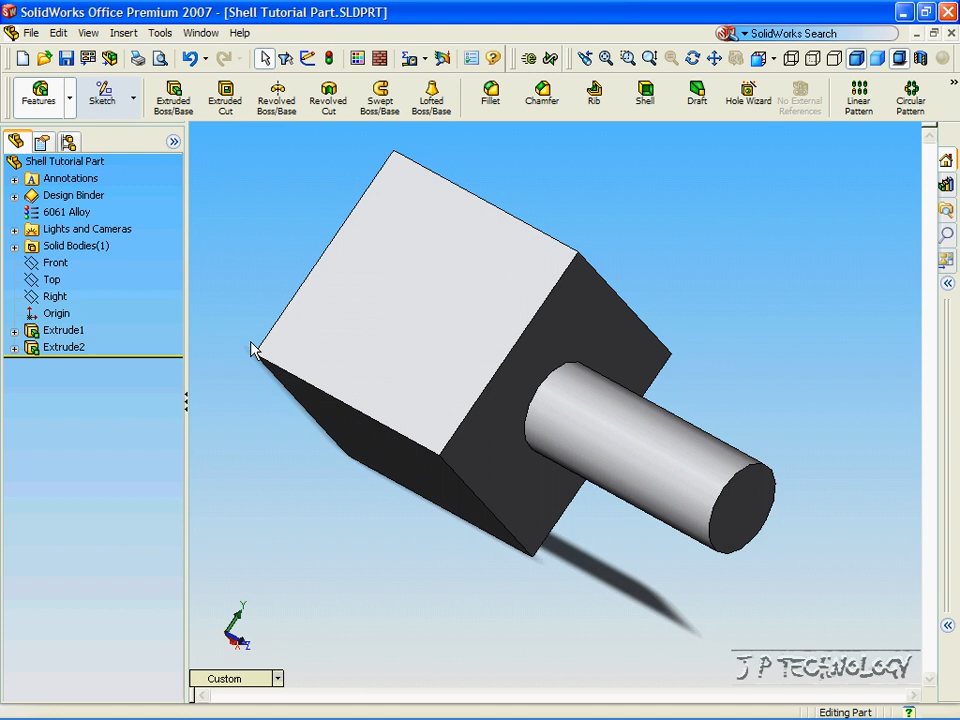 SolidWorks Office Premium 2007 - [Shell Tutorial Part.SLDPRT]
File Edit View Insert Tools Window Help SolidWorks Search
Features Sketch Extruded Boss/Base Extruded Cut Revolved Boss/Base Revolved Cut Swept Boss/Base Lofted Boss/Base Fillet Chamfer Rib Shell Draft Hole Wizard No External References Linear Pattern Circular Pattern
Shell Tutorial Part
Annotations
Design Binder
6061 Alloy
Lights and Cameras
Solid Bodies(1)
Front
Top
Right
Origin
Extrude1
Extrude2
Y
X Z
J P TECHNOLOGY
Custom
Editing Part